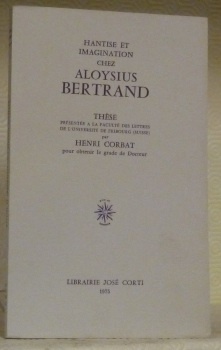 HANTISE ET
IMAGINATION
CHEZ
ALOYSIUS
BERTRAND
THÈSE
PRÉSENTÉE A LA FACULTÉ DES LETTRES
DE L'UNIVERSITÉ DE FRIBOURG (SUISSE)
par
HENRI CORBAT
pour obtenir le grade de Docteur
LIBRAIRIE JOSÉ CORTI